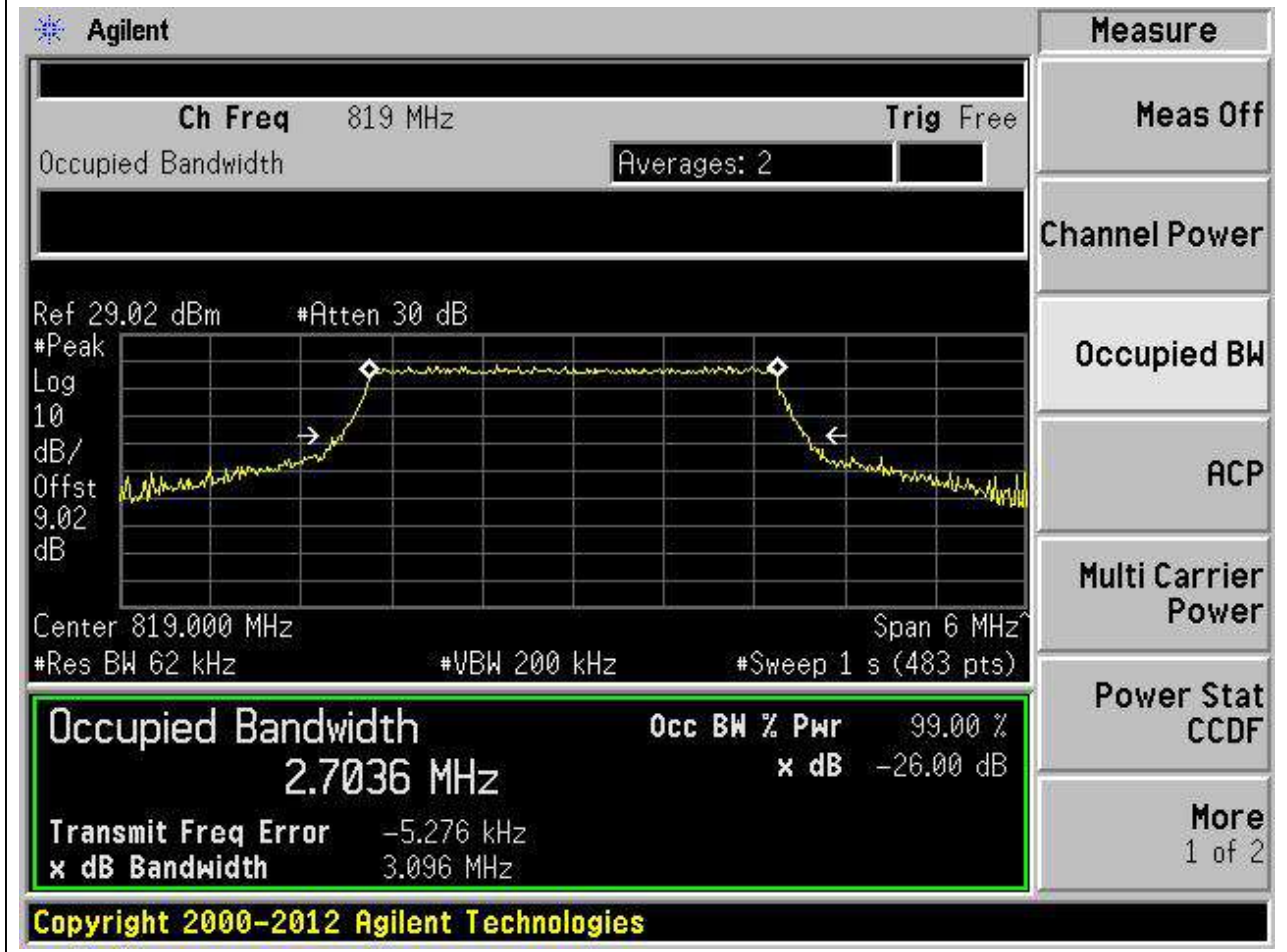 Agilent
Measure
Ch Freq 819 MHz Trig Free
Occupied Bandwidth Averages: 2
Ref 29.02 dBm #Atten 30 dB
#Peak
Log
10
dB/
Offst
9.02
dB
Center 819.000 MHz Span 6 MHz^
#Res BW 62 kHz #VBW 200 kHz #Sweep 1 s (483 pts)
Occupied Bandwidth Occ BW % Pwr 99.00 %
2.7036 MHz x dB -26.00 dB
Transmit Freq Error -5.276 kHz
x dB Bandwidth 3.096 MHz
Copyright 2000-2012 Agilent Technologies
Meas Off
Channel Power
Occupied BW
ACP
Multi Carrier
Power
Power Stat
CCDF
More
1 of 2